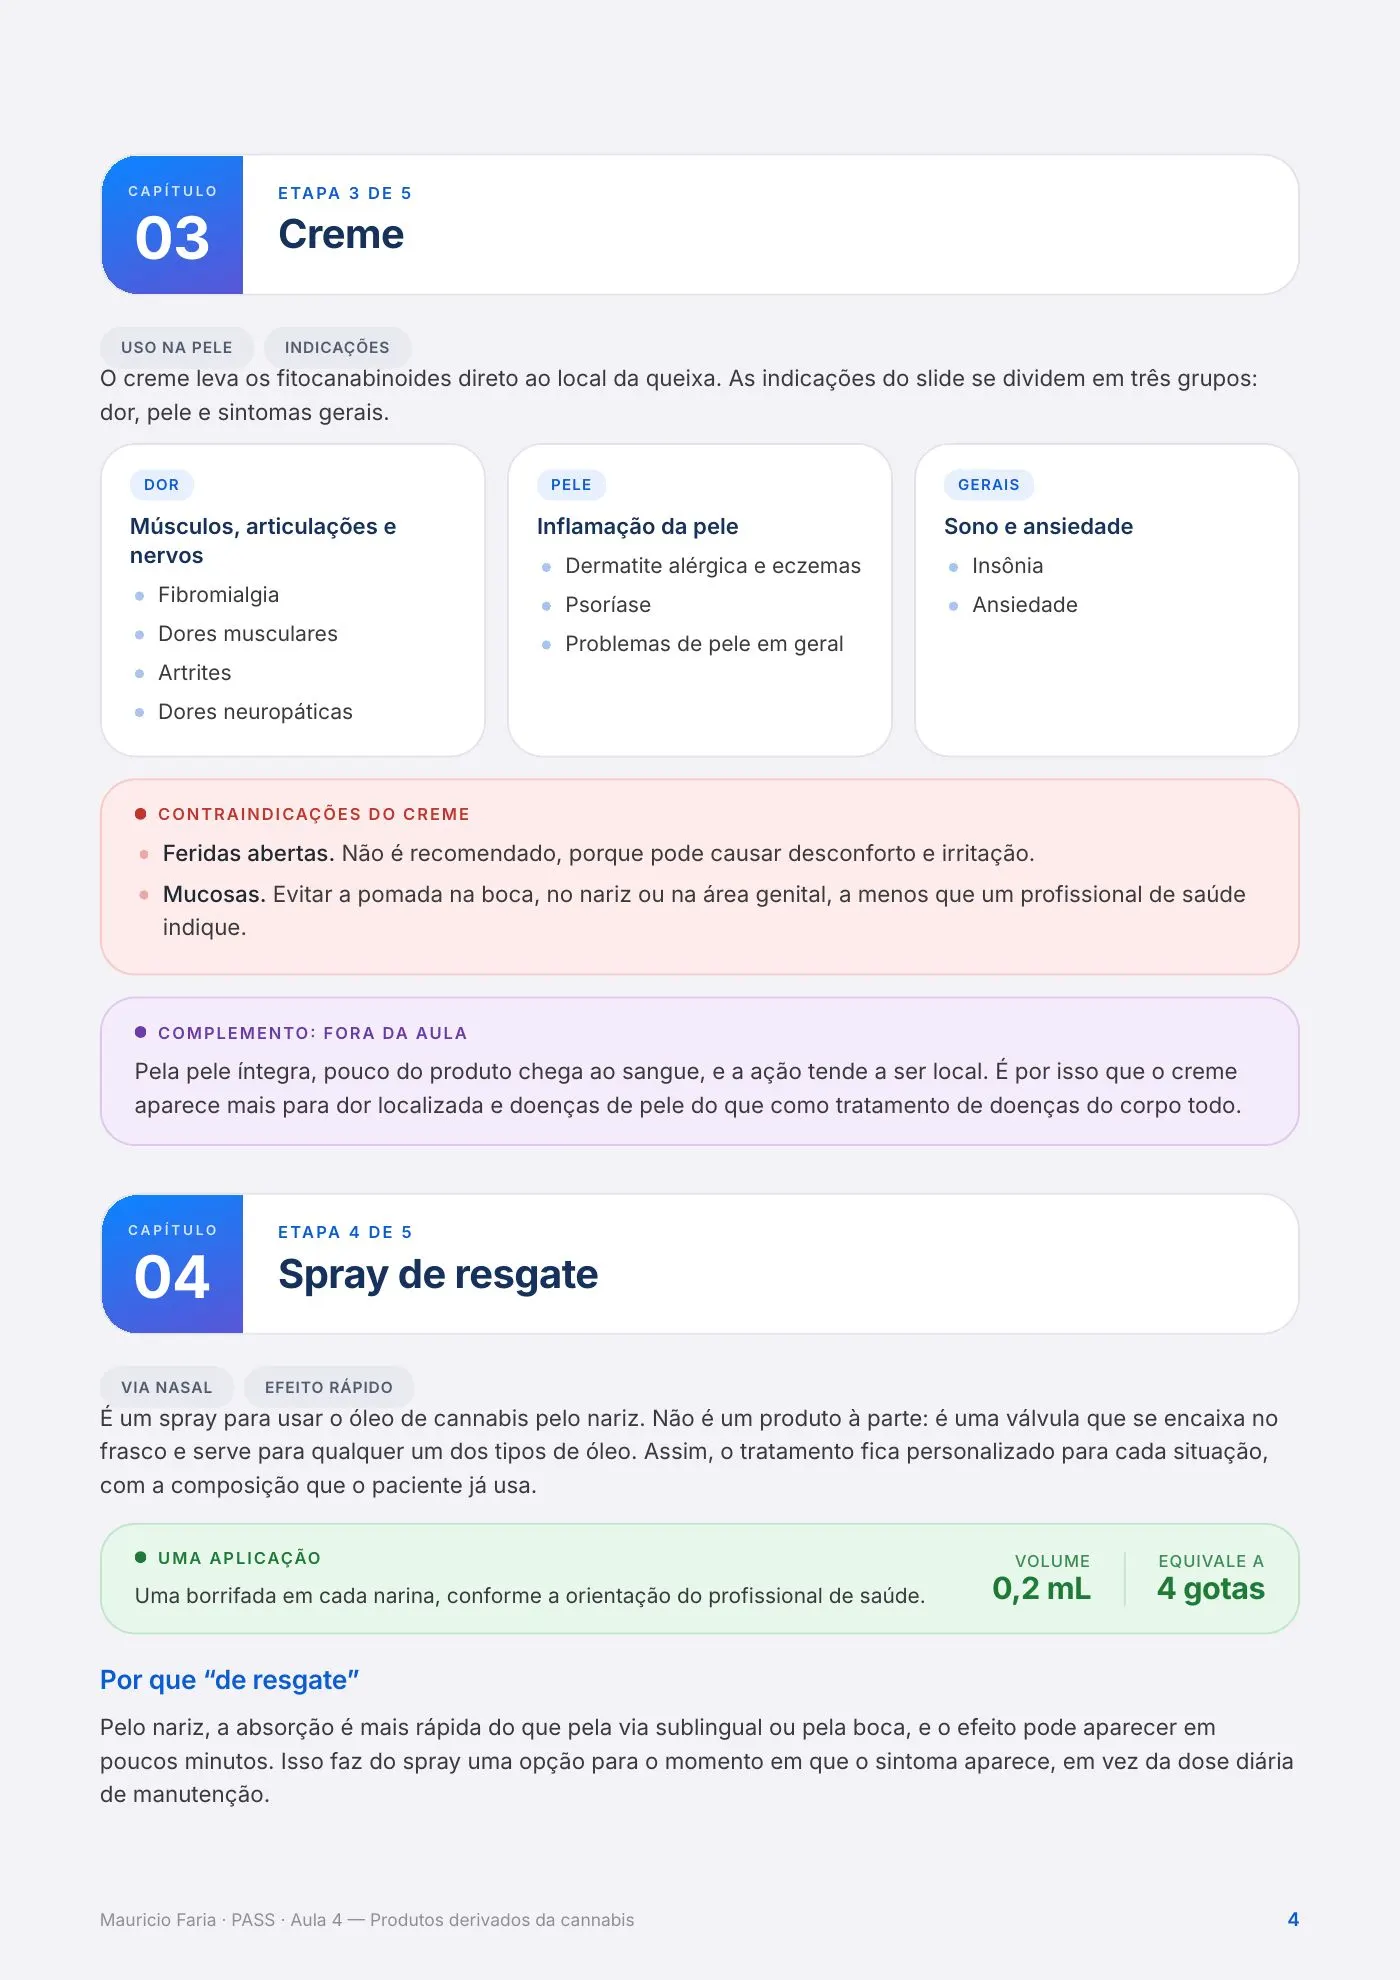 CAPÍTULO
03
ETAPA 3 DE 5
Creme
USO NA PELE
INDICAÇÕES
O creme leva os fitocanabinoides direto ao local da queixa. As indicações do slide se dividem em três grupos:
dor, pele e sintomas gerais.
DOR
Músculos, articulações e
nervos
Fibromialgia
Dores musculares
Artrites
Dores neuropáticas
PELE
Inflamação da pele
Dermatite alérgica e eczemas
Psoríase
Problemas de pele em geral
GERAIS
Sono e ansiedade
Insônia
Ansiedade
CONTRAINDICAÇÕES DO CREME
Feridas abertas. Não é recomendado, porque pode causar desconforto e irritação.
Mucosas. Evitar a pomada na boca, no nariz ou na área genital, a menos que um profissional de saúde
indique.
COMPLEMENTO: FORA DA AULA
Pela pele íntegra, pouco do produto chega ao sangue, e a ação tende a ser local. É por isso que o creme
aparece mais para dor localizada e doenças de pele do que como tratamento de doenças do corpo todo.
CAPÍTULO
04
ETAPA 4 DE 5
Spray de resgate
VIA NASAL
EFEITO RÁPIDO
É um spray para usar o óleo de cannabis pelo nariz. Não é um produto à parte: é uma válvula que se encaixa no
frasco e serve para qualquer um dos tipos de óleo. Assim, o tratamento fica personalizado para cada situação,
com a composição que o paciente já usa.
UMA APLICAÇÃO
Uma borrifada em cada narina, conforme a orientação do profissional de saúde.
VOLUME
0,2 mL
EQUIVALE A
4 gotas
Por que “de resgate”
Pelo nariz, a absorção é mais rápida do que pela via sublingual ou pela boca, e o efeito pode aparecer em
poucos minutos. Isso faz do spray uma opção para o momento em que o sintoma aparece, em vez da dose diária
de manutenção.
Mauricio Faria · PASS · Aula 4 — Produtos derivados da cannabis
4